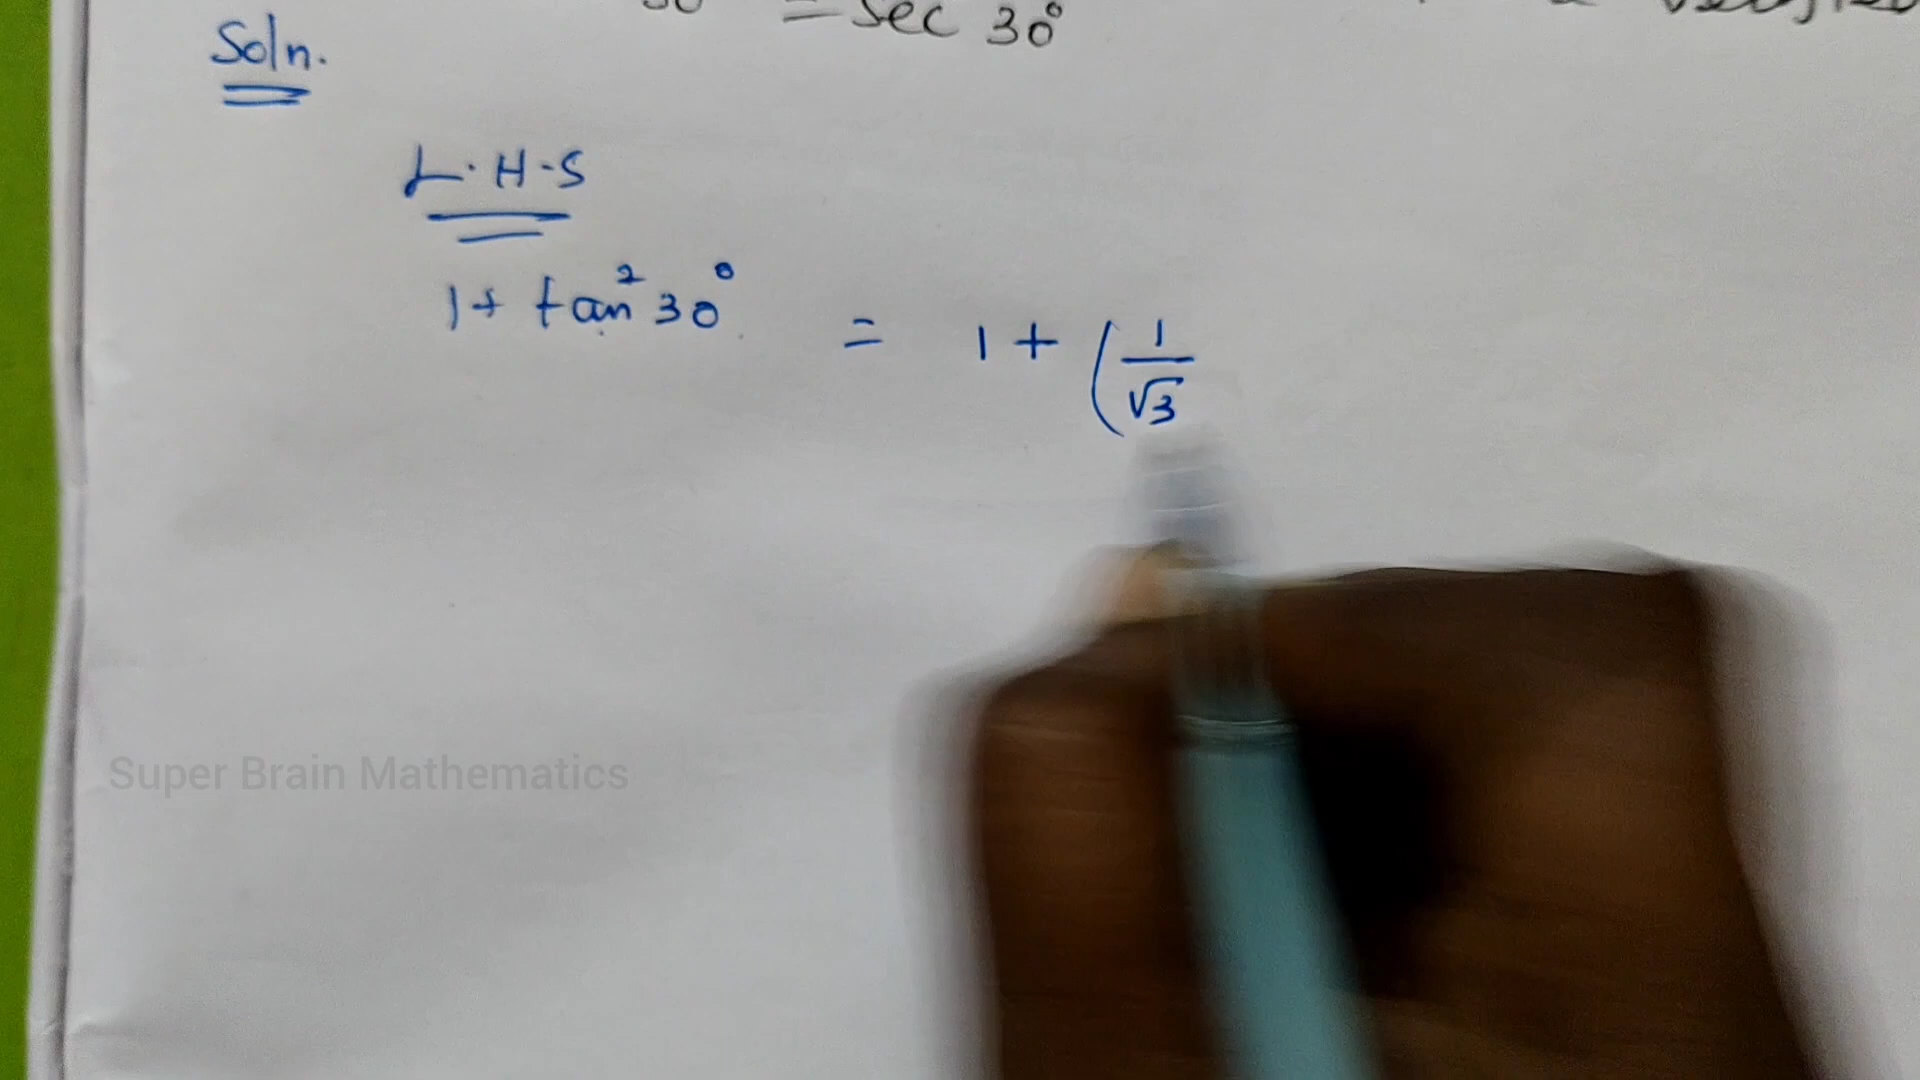 = sec 30°
Soln.
L.H.S
1 + tan² 30° = 1 + (1/√3
Super Brain Mathematics